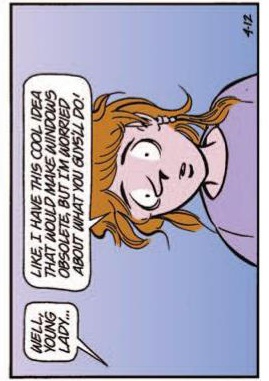 LIKE, I HAVE THIS COOL IDEA
THAT WOULD MAKE WINDOWS
OBSOLETE, BUT I'M WORRIED
ABOUT WHAT YOU GUYS'LL DO!
WELL,
YOUNG
LADY...
4-12